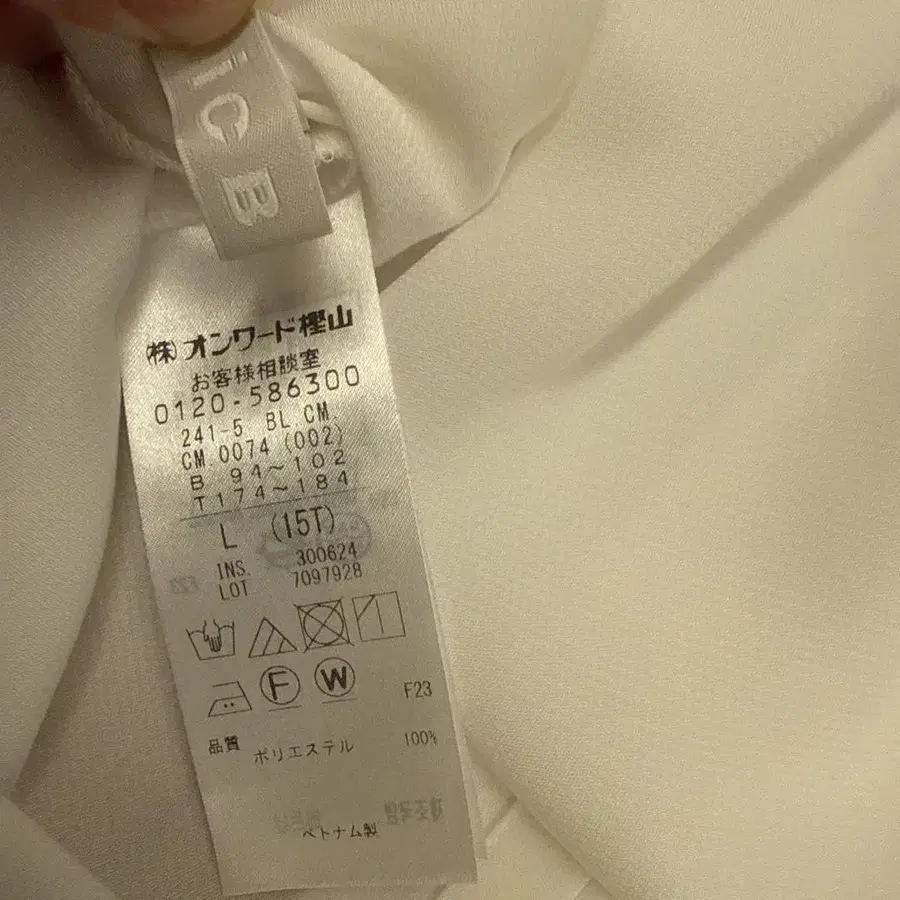 iCB
(株)オンワード樫山
お客様相談室
0120-586300
241-5 BL CM.
CM.0074 (002)
B 94～102
T174～184
L (15T)
INS. 300624
LOT 7097928
F W
F23
品質 ポリエステル 100%
ベトナム製